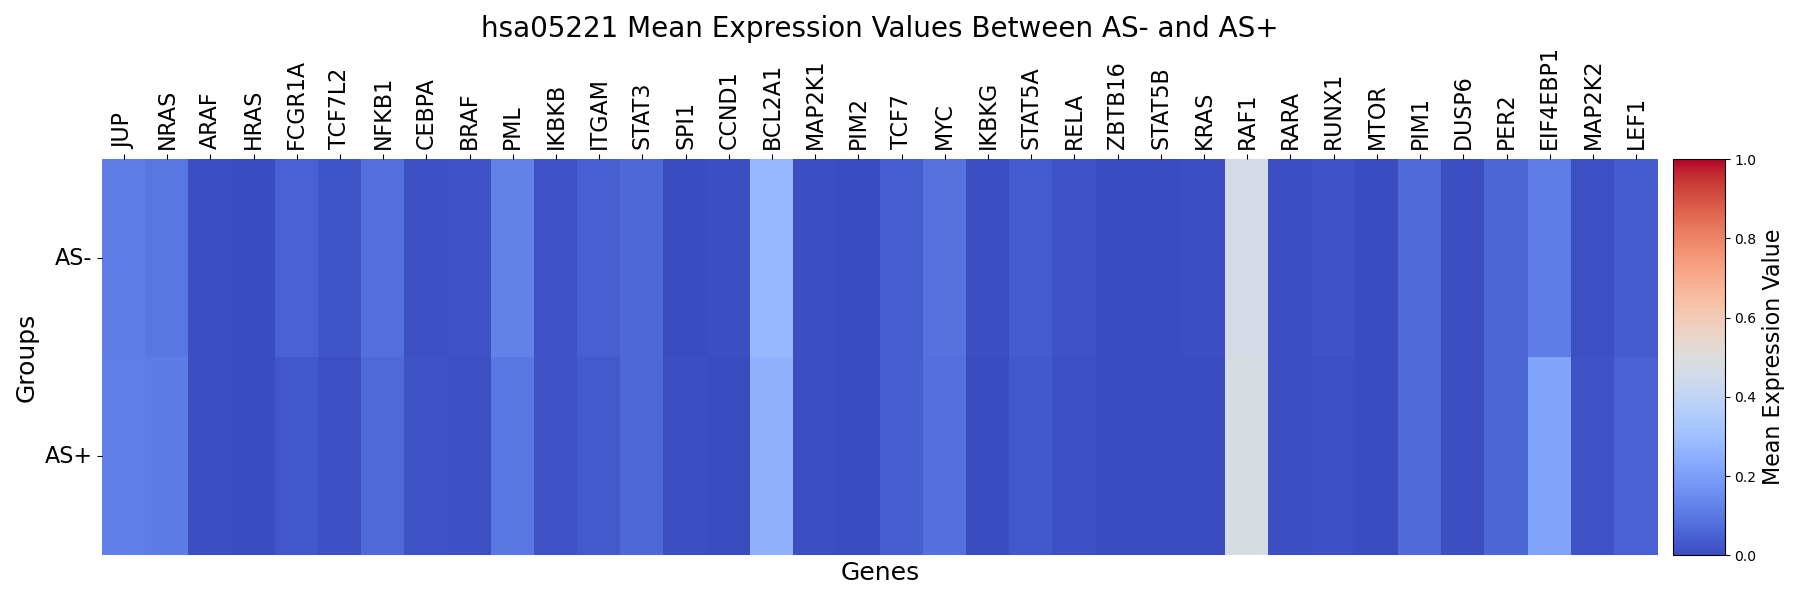 hsa05221 Mean Expression Values Between AS- and AS+
JUP
NRAS
ARAF
HRAS
FCGR1A
TCF7L2
NFKB1
CEBPA
BRAF
PML
IKBKB
ITGAM
STAT3
SPI1
CCND1
BCL2A1
MAP2K1
PIM2
TCF7
MYC
IKBKG
STAT5A
RELA
ZBTB16
STAT5B
KRAS
RAF1
RARA
RUNX1
MTOR
PIM1
DUSP6
PER2
EIF4EBP1
MAP2K2
LEF1
Groups
AS-
AS+
Genes
1.0
0.8
0.6
0.4
0.2
0.0
Mean Expression Value